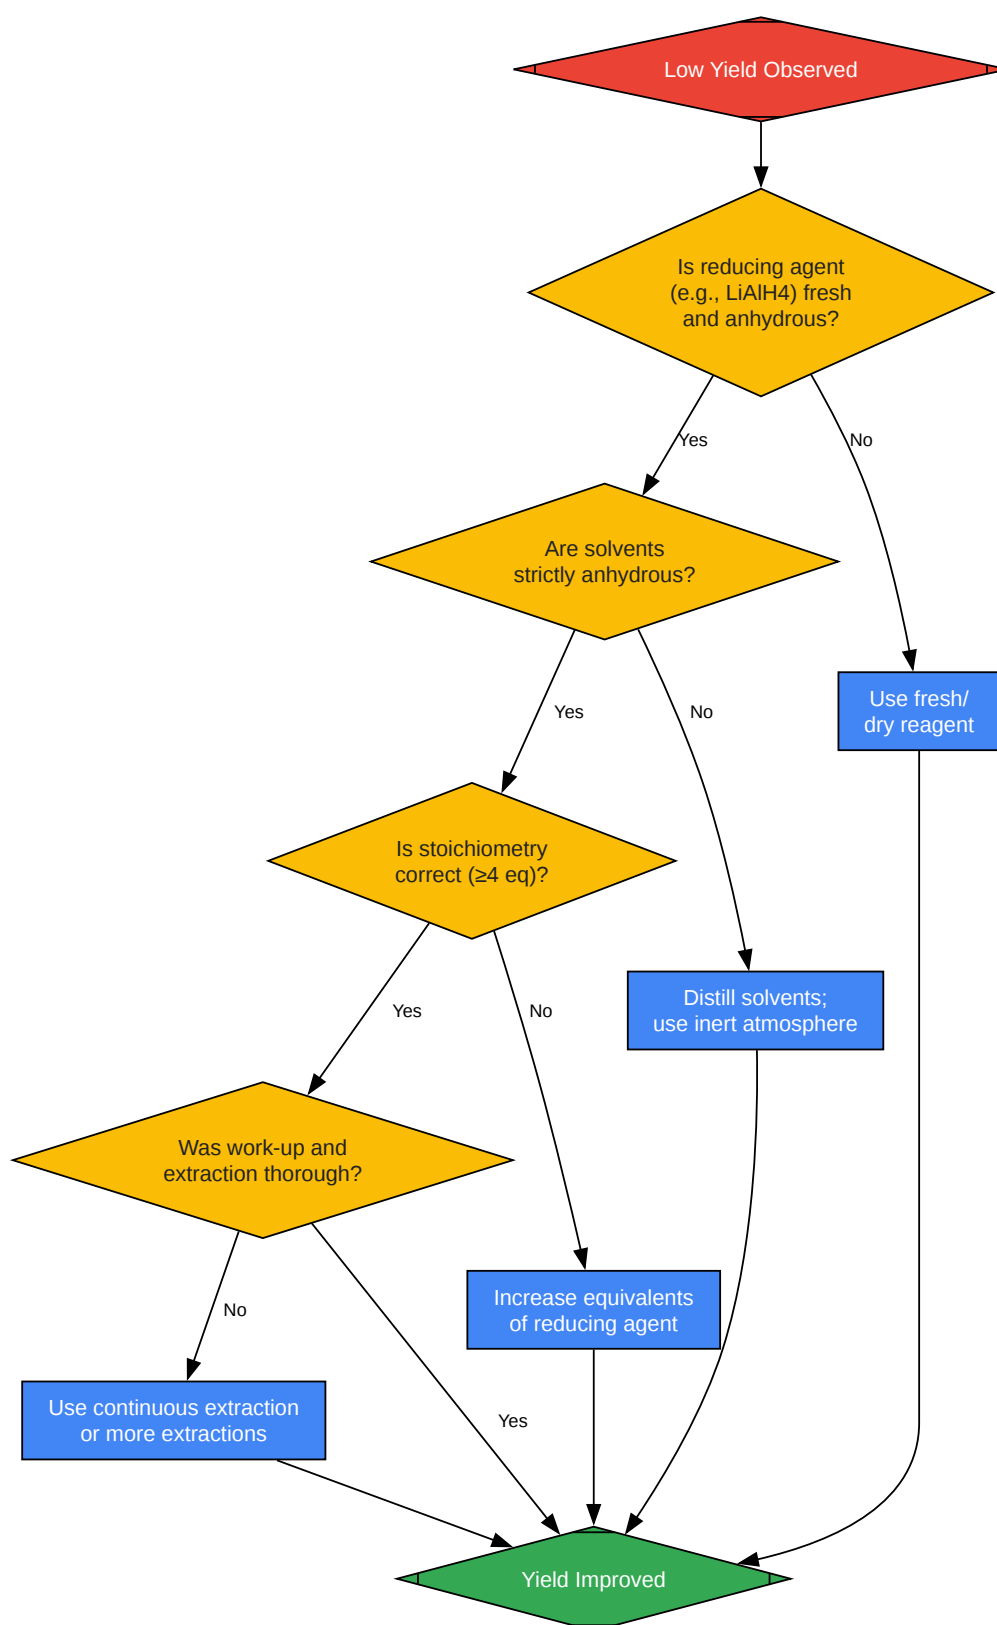 Low Yield Observed
Is reducing agent
(e.g., LiAlH4) fresh
and anhydrous?
Yes
No
Are solvents
strictly anhydrous?
Use fresh/
dry reagent
Yes
No
Is stoichiometry
correct (≥4 eq)?
Distill solvents;
use inert atmosphere
Yes
No
Was work-up and
extraction thorough?
Increase equivalents
of reducing agent
No
Use continuous extraction
or more extractions
Yes
Yield Improved